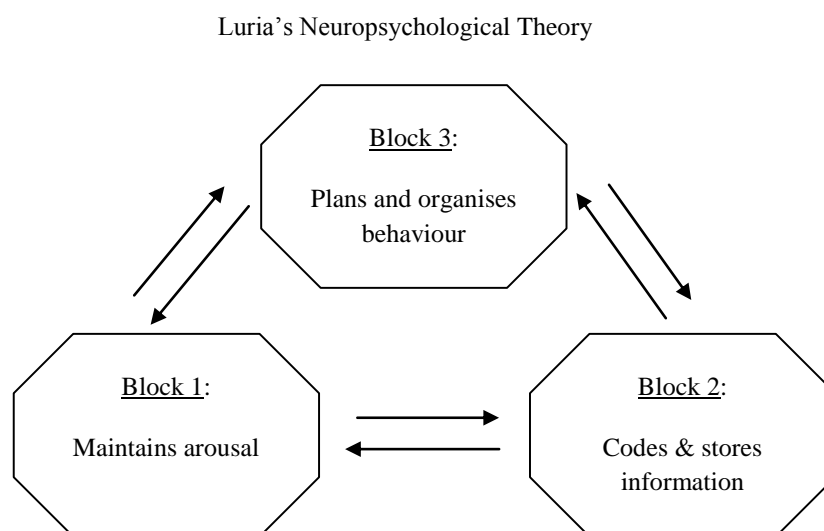 Luria’s Neuropsychological Theory
Block 3:
Plans and organises
behaviour
Block 1:
Maintains arousal
Block 2:
Codes & stores
information